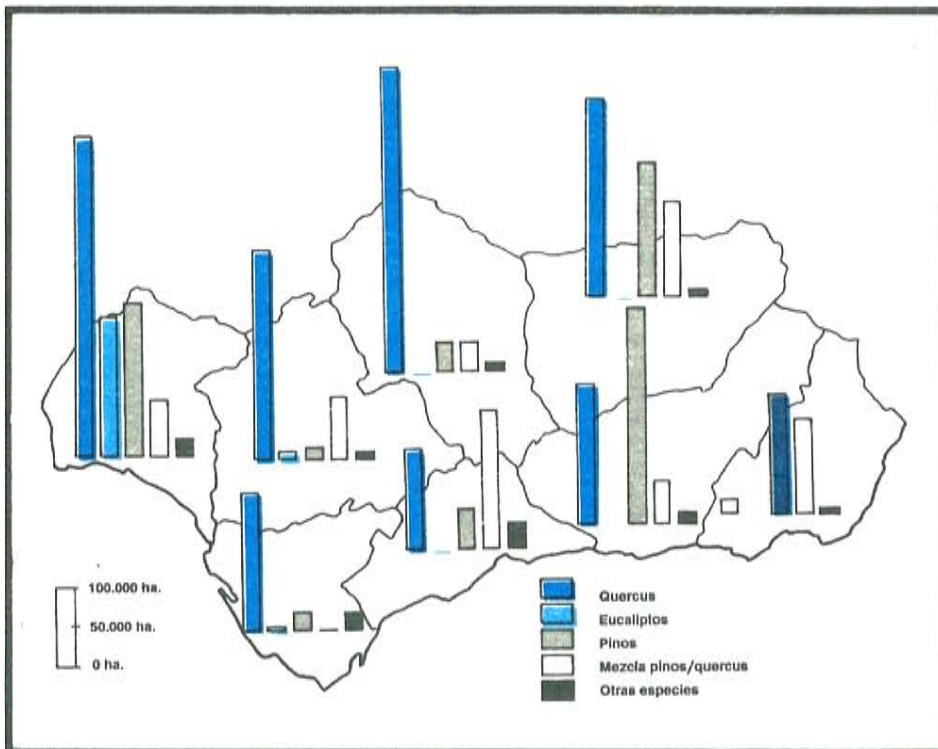 100.000 ha.
50.000 ha.
0 ha.
Quercus
Eucaliptos
Pinos
Mezcla pinos/quercus
Otras especies